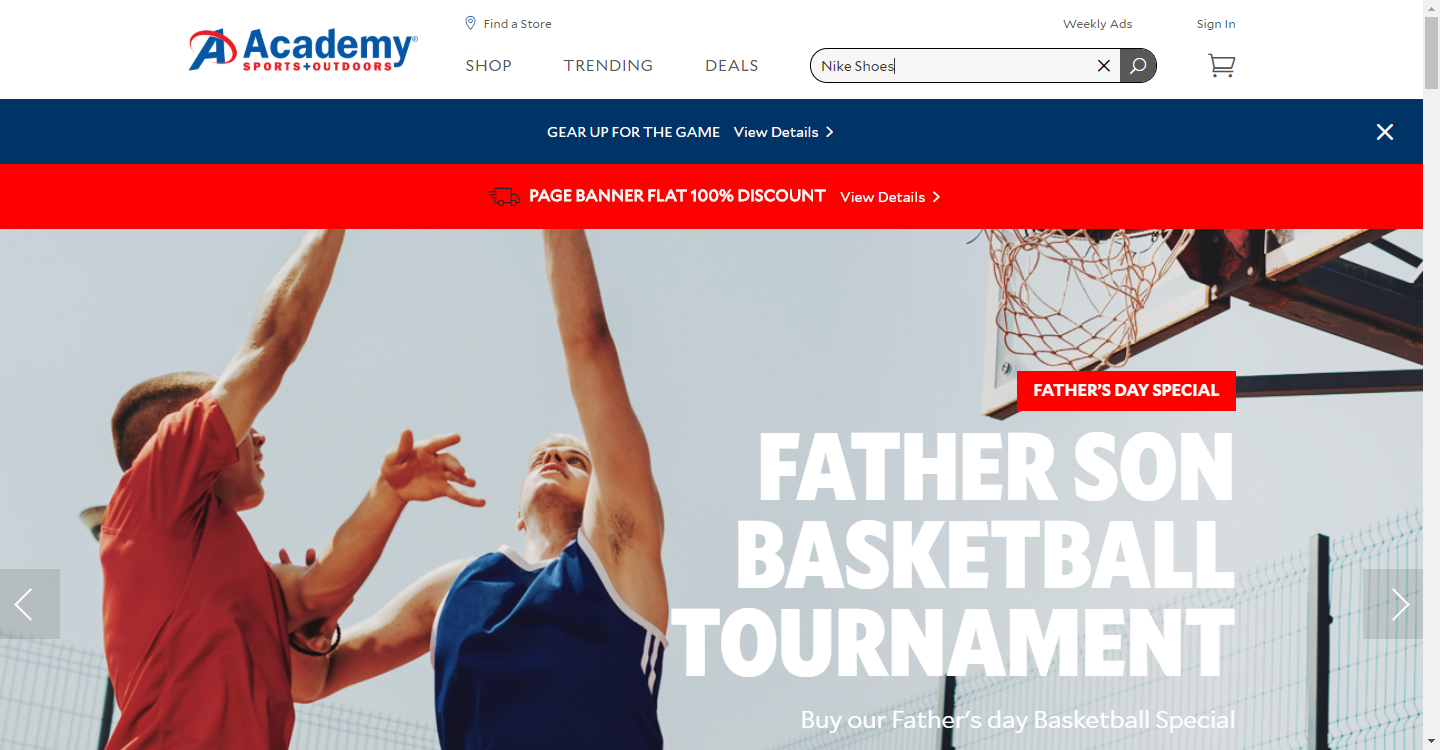 Find a Store
Weekly Ads
Sign In
Academy
SPORTS+OUTDOORS
SHOP
TRENDING
DEALS
Nike Shoes
GEAR UP FOR THE GAME View Details
PAGE BANNER FLAT 100% DISCOUNT View Details
FATHER'S DAY SPECIAL
FATHER SON
BASKETBALL
TOURNAMENT
Buy our Father's day Basketball Special